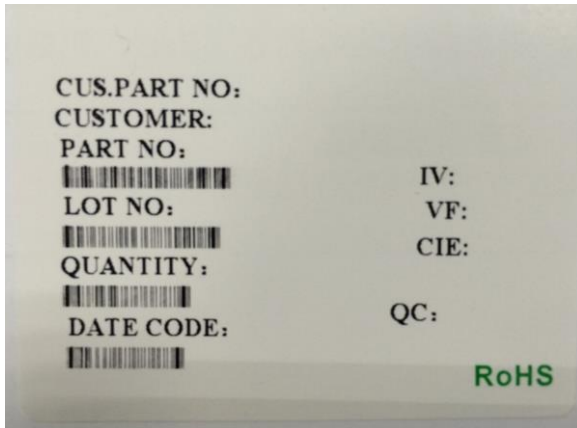 CUS.PART NO:
CUSTOMER:
PART NO:
IV:
LOT NO:
VF:
CIE:
QUANTITY:
QC:
DATE CODE:
RoHS